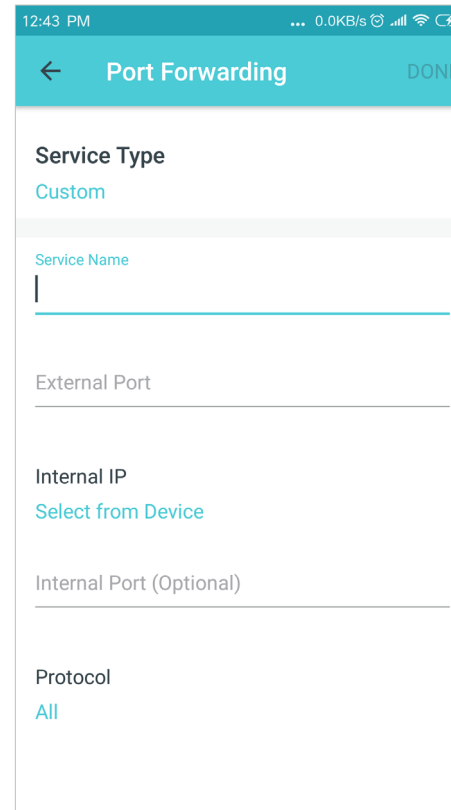 12:43 PM ... 0.0KB/s
Port Forwarding
Service Type
Custom
Service Name
External Port
Internal IP
Select from Device
Internal Port (Optional)
Protocol
All